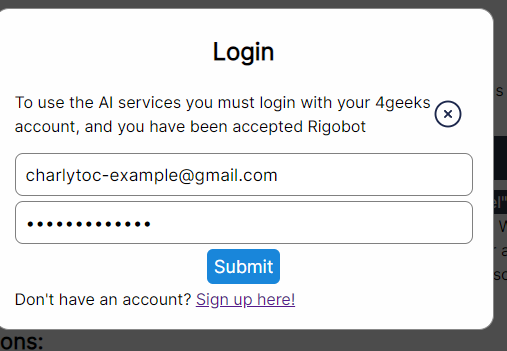 Login
To use the AI services you must login with your 4geeks
account, and you have been accepted Rigobot
charlytoc-example@gmail.com
•••••••••••••
Submit
Don't have an account? Sign up here!
ons: